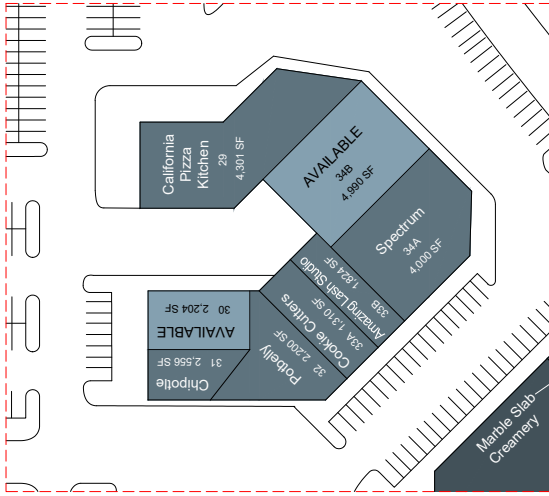 California
Pizza
Kitchen
29
4,301 SF
AVAILABLE
34B
4,990 SF
Spectrum
34A
4,000 SF
33B
Amazing Lash Studio
1,824 SF
Cookie Cutters
33A 1,310 SF
Potbelly
32 2,200 SF
AVAILABLE
30 2,204 SF
Chipotle
31 2,556 SF
Marble Slab
Creamery